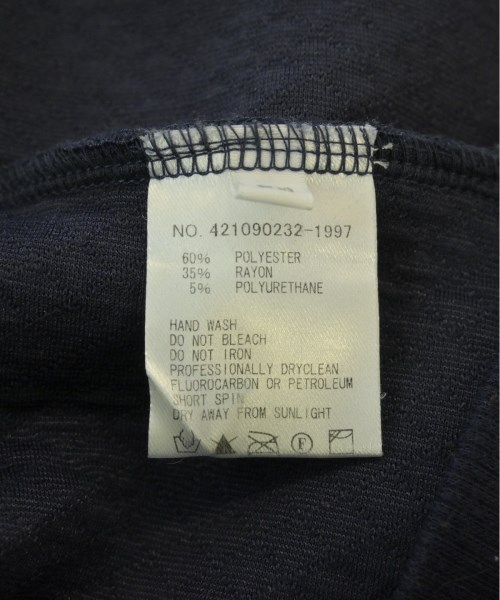 NO. 421090232-1997
60% POLYESTER
35% RAYON
5% POLYURETHANE
HAND WASH
DO NOT BLEACH
DO NOT IRON
PROFESSIONALLY DRYCLEAN
FLUOROCARBON OR PETROLEUM
SHORT SPIN
DRY AWAY FROM SUNLIGHT
F